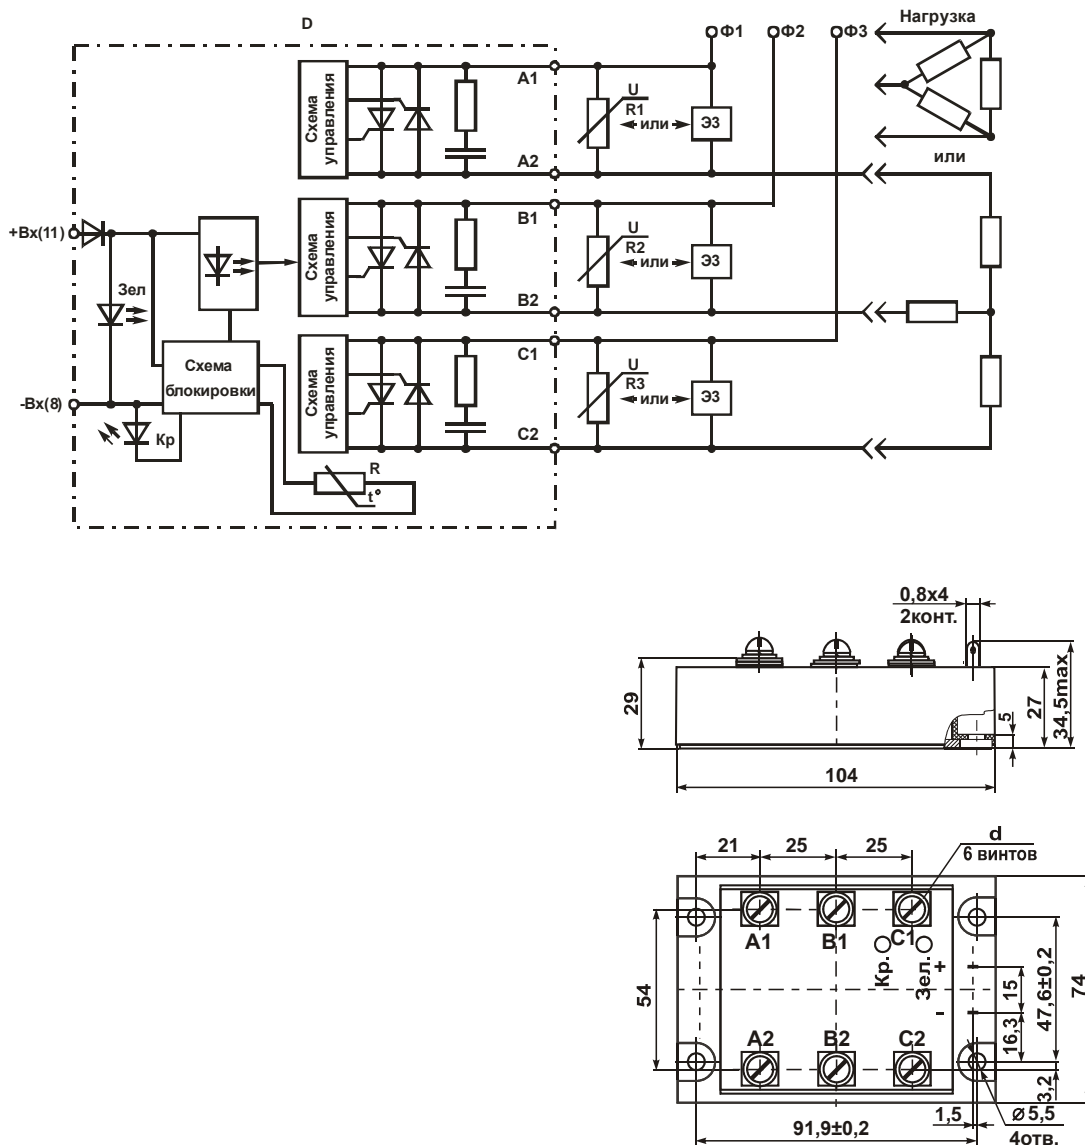 D
Ф1
Ф2
Ф3
Нагрузка
A1
Схема управления
U
R1
или
ЭЗ
A2
или
+Вх(11)
B1
Схема управления
U
R2
или
ЭЗ
Зел
B2
C1
Схема блокировки
Схема управления
U
R3
или
ЭЗ
-Вх(8)
Кр
C2
R
t°
0,8х4
2конт.
29
5
27
34,5max
104
d
6 винтов
21
25
25
A1
B1
C1
Кр.
Зел.
+
-
54
15
16,3
47,6±0,2
74
A2
B2
C2
3,2
1,5
Ø5,5
4отв.
91,9±0,2